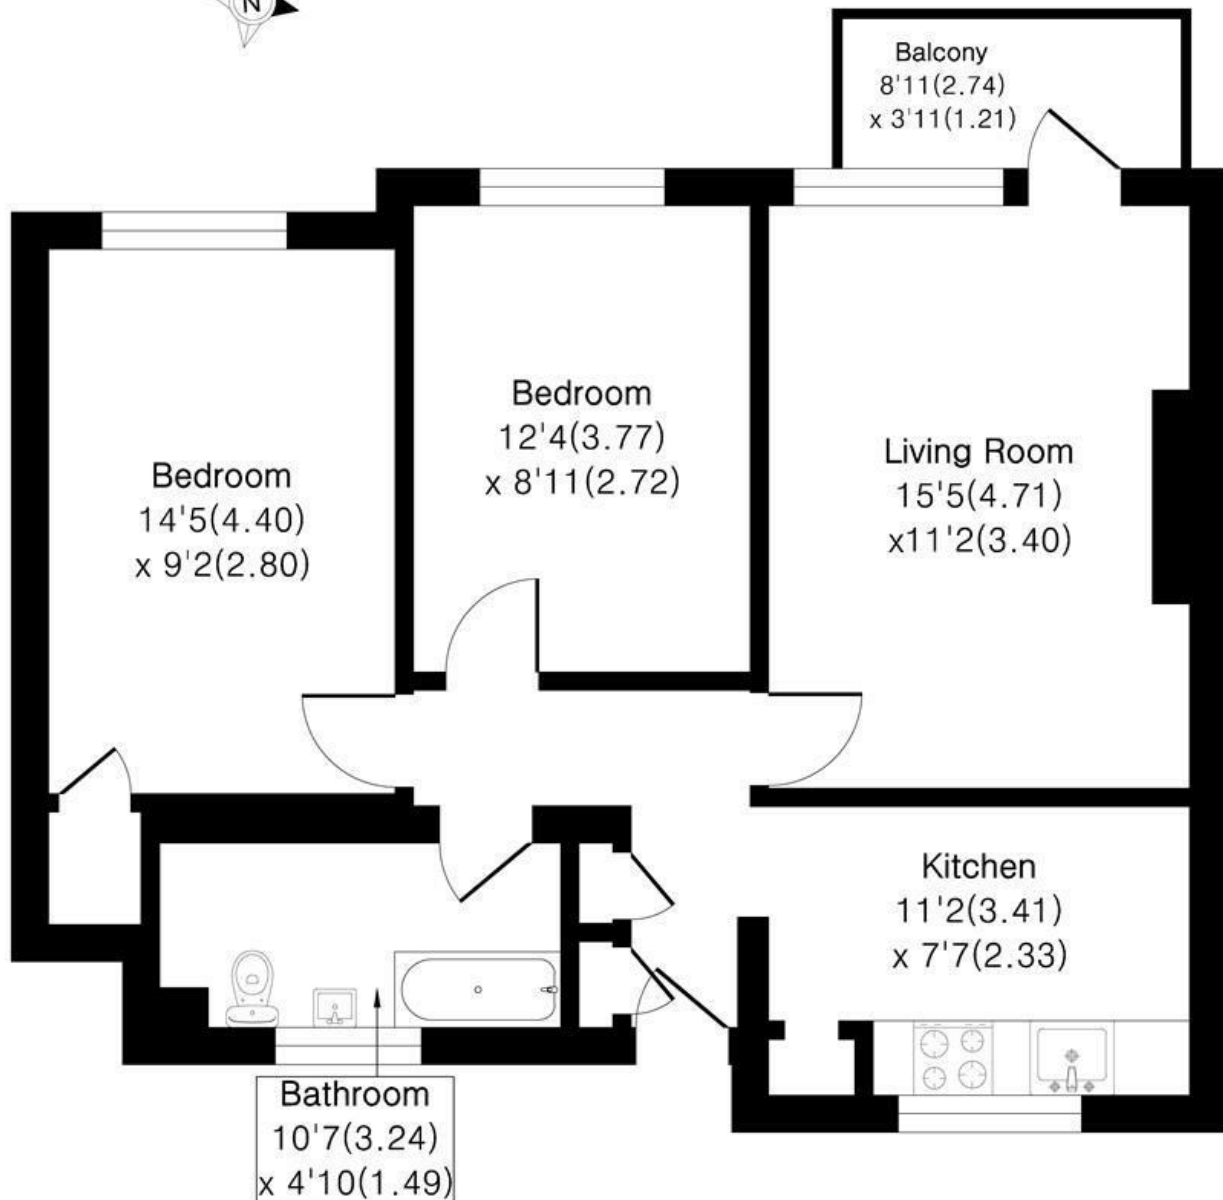 N
Balcony
8'11(2.74)
x 3'11(1.21)
Bedroom
12'4(3.77)
x 8'11(2.72)
Living Room
15'5(4.71)
x11'2(3.40)
Bedroom
14'5(4.40)
x 9'2(2.80)
Kitchen
11'2(3.41)
x 7'7(2.33)
Bathroom
10'7(3.24)
x 4'10(1.49)